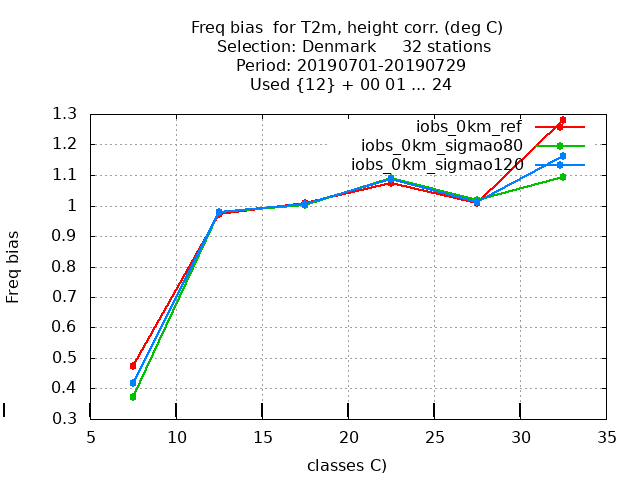 Freq bias  for T2m, height corr. (deg C)
Selection: Denmark     32 stations
Period: 20190701-20190729
Used {12} + 00 01 ... 24
1.3
1.2
1.1
1
0.9
0.8
0.7
0.6
0.5
0.4
0.3
Freq bias
iobs_0km_ref
iobs_0km_sigmao80
iobs_0km_sigmao120
5 10 15 20 25 30 35
classes C)